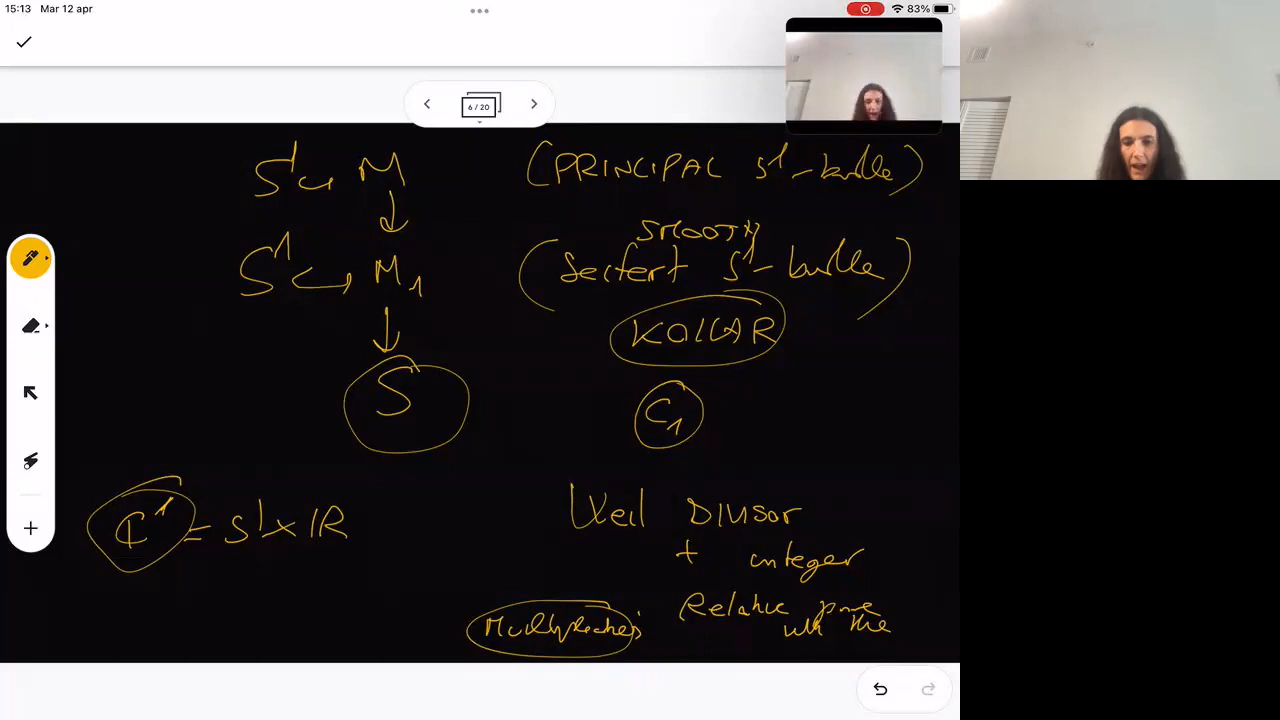 15:13 Mar 12 apr
83%
6 / 20
S¹ ↪ M (PRINCIPAL S¹-bundle)
↓
SMOOTH
S¹ ↪ M₁ (Seifert S¹-bundle)
↓
KOLLAR
S
C₁
ℂ¹ = S¹ × ℝ
Weil Divisor
+ integer
Relative prime
with the
Multiplicities